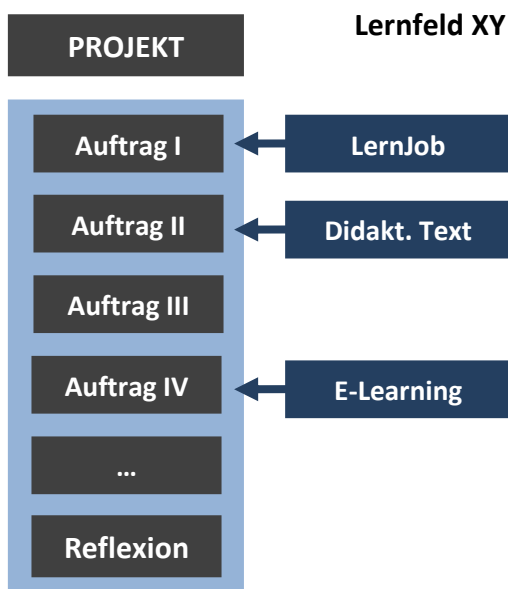 Lernfeld XY
PROJEKT
Auftrag I
LernJob
Auftrag II
Didakt. Text
Auftrag III
Auftrag IV
E-Learning
…
Reflexion